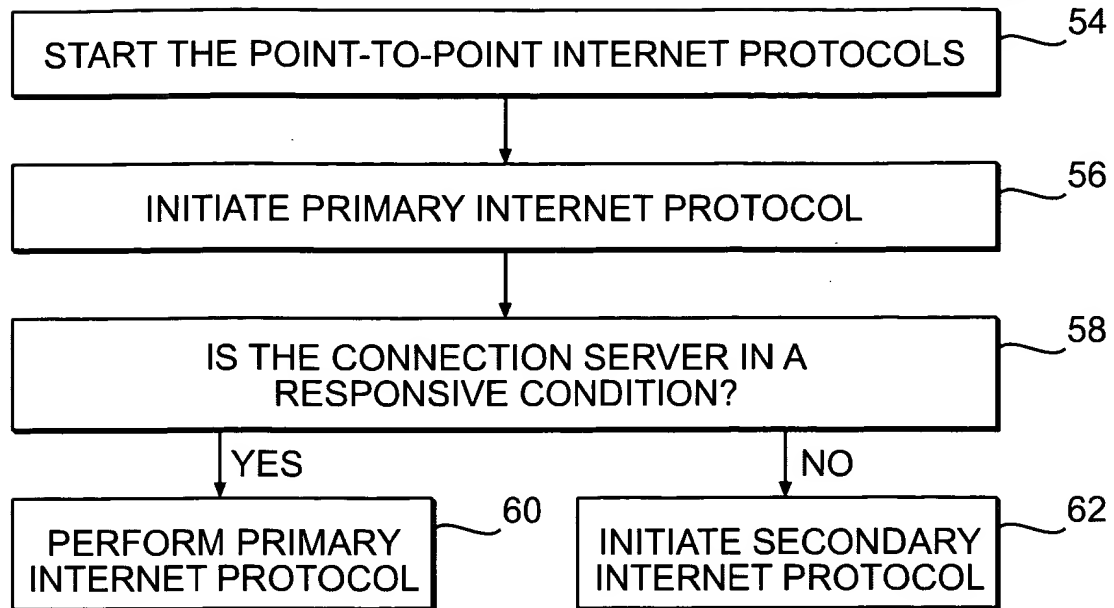 START THE POINT-TO-POINT INTERNET PROTOCOLS
54
INITIATE PRIMARY INTERNET PROTOCOL
56
IS THE CONNECTION SERVER IN A
RESPONSIVE CONDITION?
58
YES
NO
PERFORM PRIMARY
INTERNET PROTOCOL
60
INITIATE SECONDARY
INTERNET PROTOCOL
62